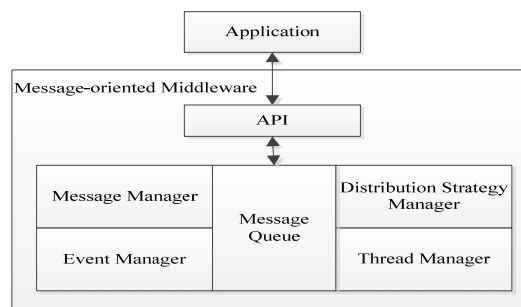 Application
Message-oriented Middleware
API
Message Manager
Message
Queue
Distribution Strategy
Manager
Event Manager
Thread Manager